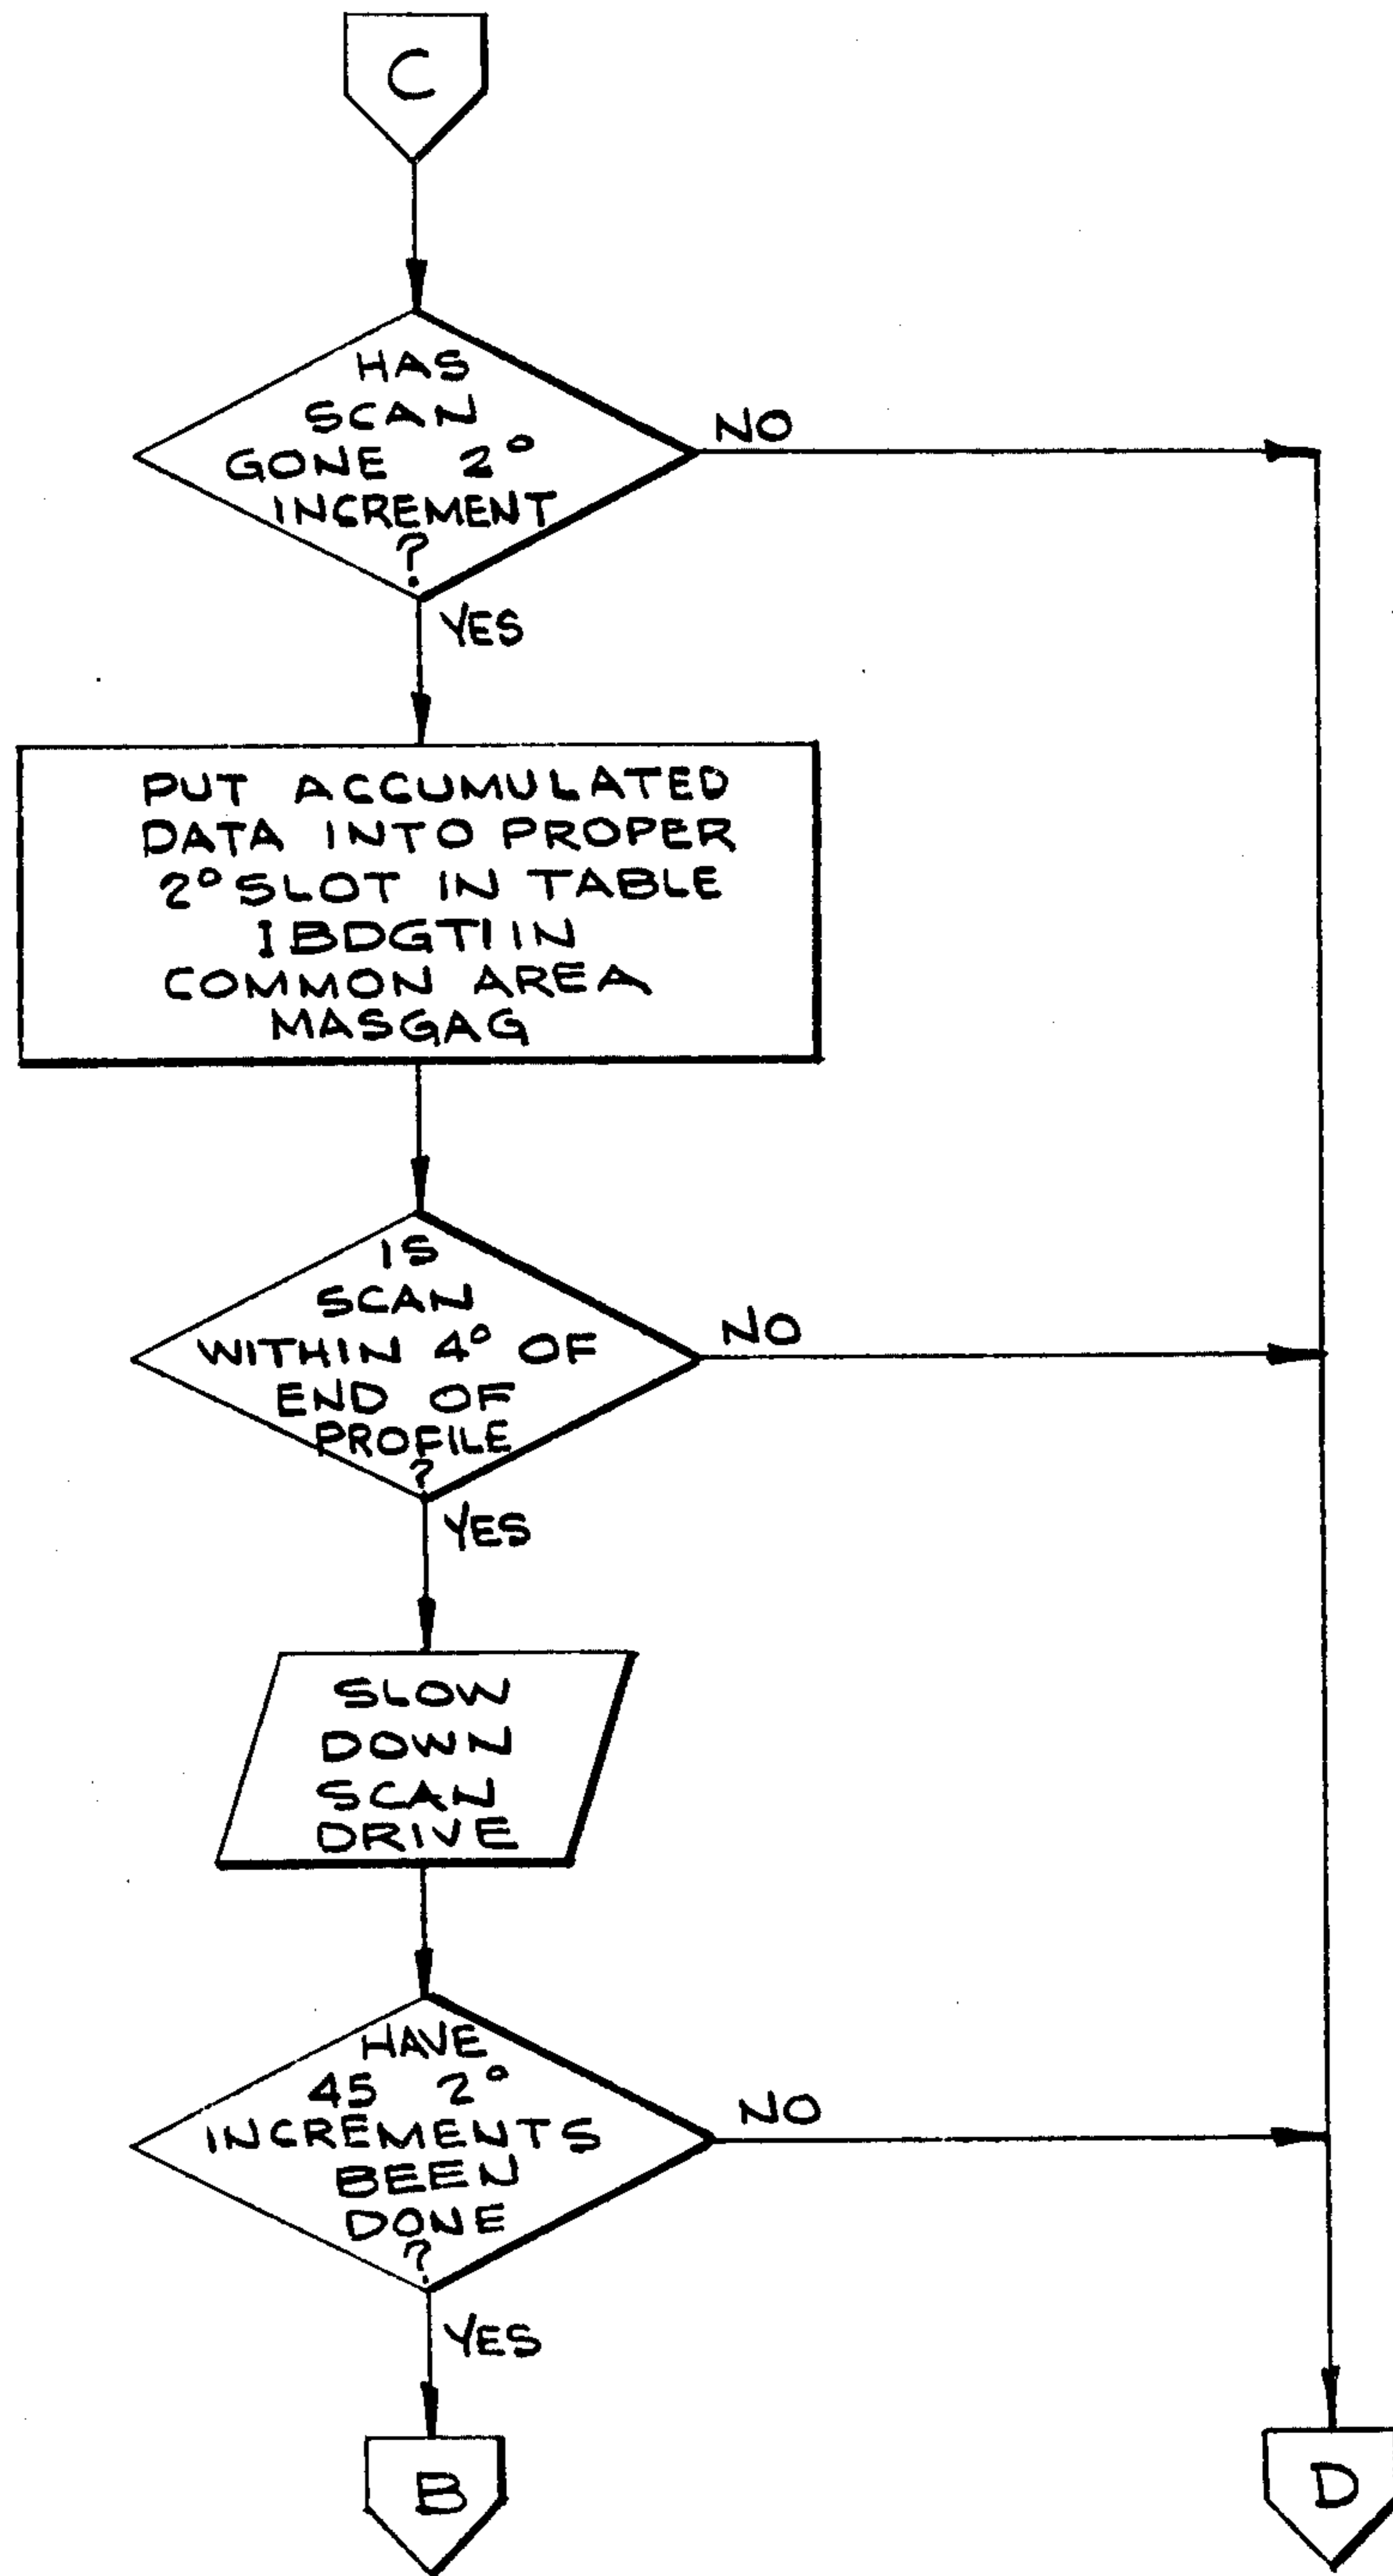 C
HAS
SCAN
GONE 2°
INCREMENT
?
NO
YES
PUT ACCUMULATED
DATA INTO PROPER
2° SLOT IN TABLE
IBDGTI IN
COMMON AREA
MASGAG
IS
SCAN
WITHIN 4° OF
END OF
PROFILE
?
NO
YES
SLOW
DOWN
SCAN
DRIVE
HAVE
45 2°
INCREMENTS
BEEN
DONE
?
NO
YES
B
D